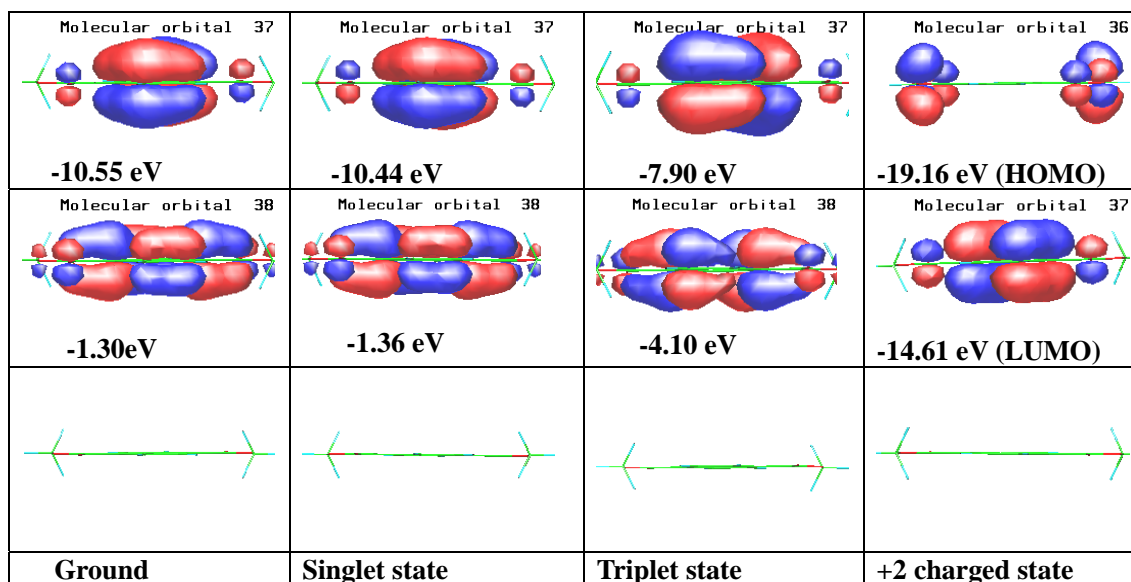 Molecular orbital 37
Molecular orbital 37
Molecular orbital 37
Molecular orbital 36
-10.55 eV
-10.44 eV
-7.90 eV
-19.16 eV (HOMO)
Molecular orbital 38
Molecular orbital 38
Molecular orbital 38
Molecular orbital 37
-1.30eV
-1.36 eV
-4.10 eV
-14.61 eV (LUMO)
Ground
Singlet state
Triplet state
+2 charged state